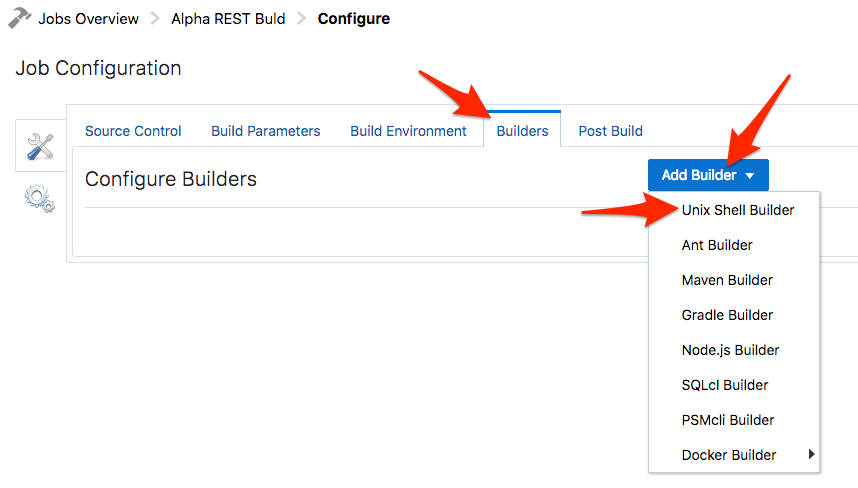 Jobs Overview Alpha REST Buld Configure
Job Configuration
Source Control Build Parameters Build Environment Builders Post Build
Configure Builders Add Builder
Unix Shell Builder
Ant Builder
Maven Builder
Gradle Builder
Node.js Builder
SQLcl Builder
PSMcli Builder
Docker Builder